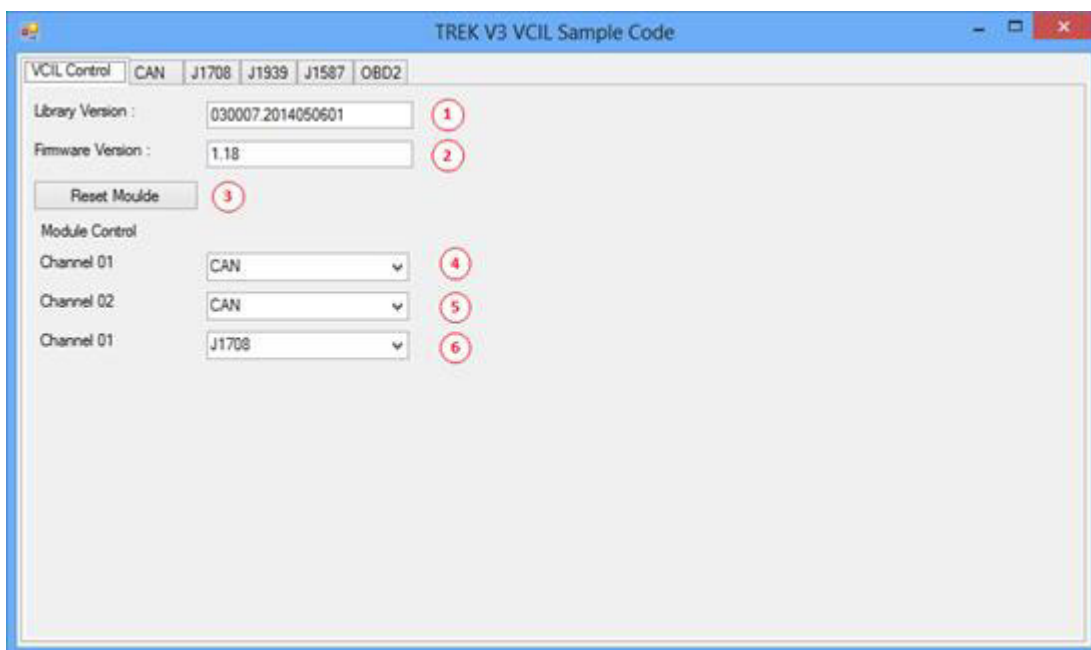 TREK V3 VCIL Sample Code
VCIL Control CAN J1708 J1939 J1587 OBD2
Library Version : 030007.2014050601 1
Firmware Version : 1.18 2
Reset Moulde 3
Module Control
Channel 01 CAN 4
Channel 02 CAN 5
Channel 01 J1708 6